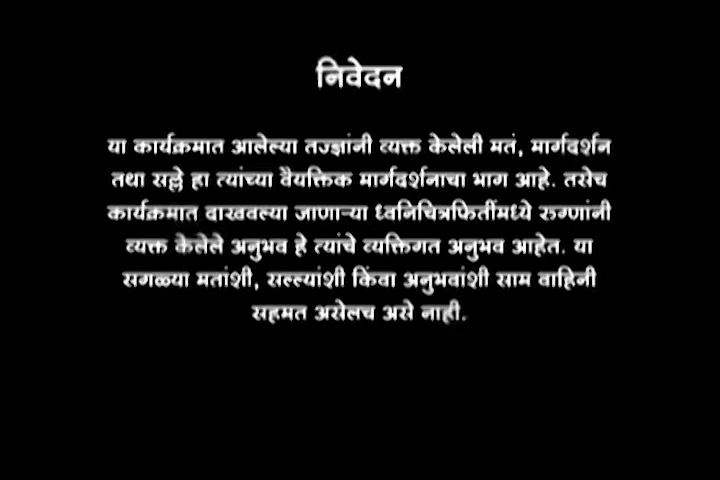 निवेदन
या कार्यक्रमात आलेल्या तज्ज्ञांनी व्यक्त केलेली मतं, मार्गदर्शन
तथा सल्ले हा त्यांच्या वैयक्तिक मार्गदर्शनाचा भाग आहे. तसेच
कार्यक्रमात दाखवल्या जाणाऱ्या ध्वनिचित्रफितींमध्ये रुग्णांनी
व्यक्त केलेले अनुभव हे त्यांचे व्यक्तिगत अनुभव आहेत. या
सगळ्या मतांशी, सल्ल्यांशी किंवा अनुभवांशी साम वाहिनी
सहमत असेलच असे नाही.